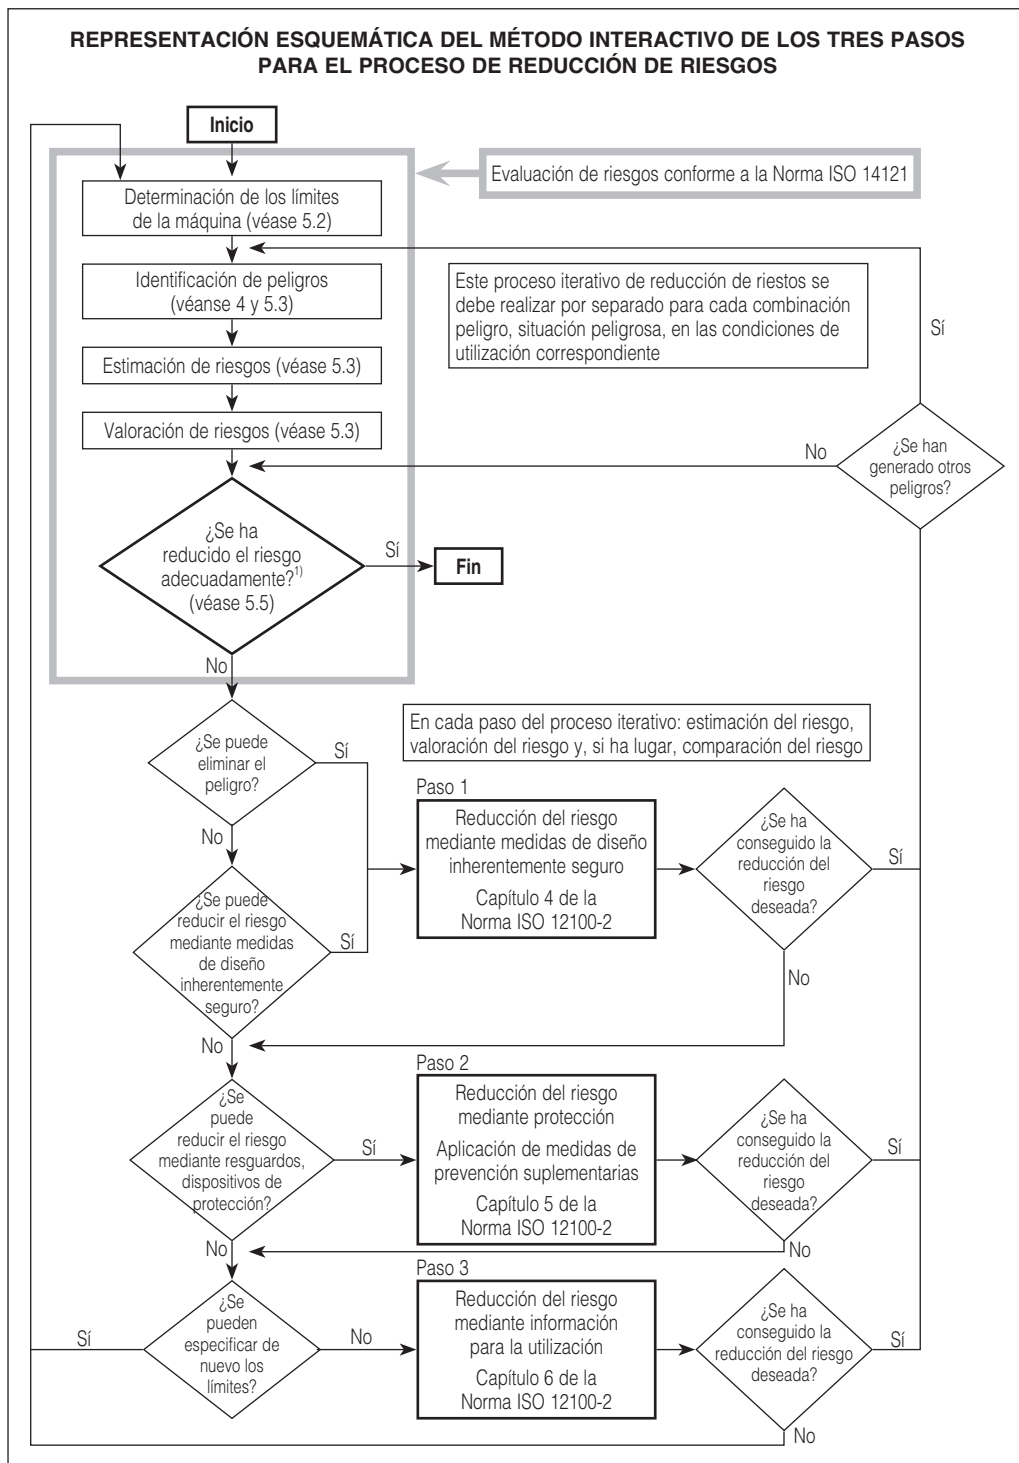 REPRESENTACIÓN ESQUEMÁTICA DEL MÉTODO INTERACTIVO DE LOS TRES PASOS
PARA EL PROCESO DE REDUCCIÓN DE RIESGOS
Inicio
Evaluación de riesgos conforme a la Norma ISO 14121
Determinación de los límites
de la máquina (véase 5.2)
Identificación de peligros
(véanse 4 y 5.3)
Este proceso iterativo de reducción de riestos se
debe realizar por separado para cada combinación
peligro, situación peligrosa, en las condiciones de
utilización correspondiente
Sí
Estimación de riesgos (véase 5.3)
Valoración de riesgos (véase 5.3)
No
¿Se han
generado otros
peligros?
¿Se ha
reducido el riesgo
adecuadamente?1)
(véase 5.5)
Sí
Fin
No
¿Se puede
eliminar el
peligro?
Sí
En cada paso del proceso iterativo: estimación del riesgo,
valoración del riesgo y, si ha lugar, comparación del riesgo
No
Paso 1
Reducción del riesgo
mediante medidas de diseño
inherentemente seguro
Capítulo 4 de la
Norma ISO 12100-2
¿Se ha
conseguido la
reducción del
riesgo
deseada?
Sí
¿Se puede
reducir el riesgo
mediante medidas
de diseño
inherentemente
seguro?
Sí
No
No
Paso 2
¿Se
puede
reducir el riesgo
mediante resguardos,
dispositivos de
protección?
Sí
Reducción del riesgo
mediante protección
Aplicación de medidas de
prevención suplementarias
Capítulo 5 de la
Norma ISO 12100-2
¿Se ha
conseguido la
reducción del
riesgo
deseada?
Sí
No
No
Paso 3
Sí
¿Se
pueden
especificar de
nuevo los
límites?
No
Reducción del riesgo
mediante información
para la utilización
Capítulo 6 de la
Norma ISO 12100-2
¿Se ha
conseguido la
reducción del riesgo
deseada?
Sí
No